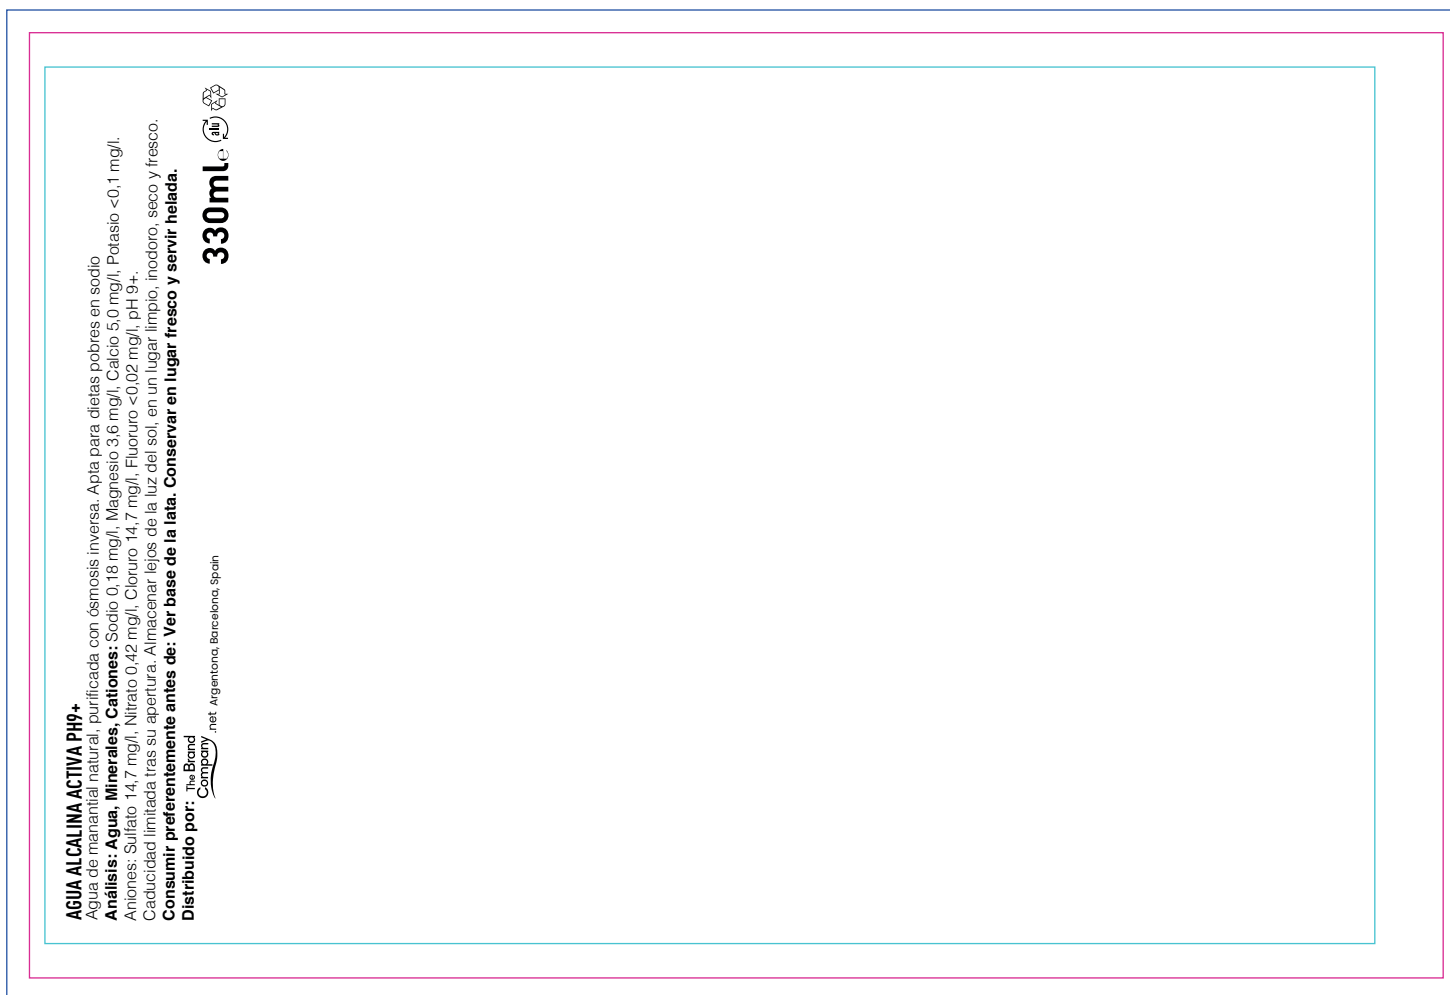 AGUA ALCALINA ACTIVA PH9+
Agua de manantial natural, purificada con ósmosis inversa. Apta para dietas pobres en sodio
Análisis: Agua, Minerales, Cationes: Sodio 0,18 mg/l, Magnesio 3,6 mg/l, Calcio 5,0 mg/l, Potasio <0,1 mg/l.
Aniones: Sulfato 14,7 mg/l, Nitrato 0,42 mg/l, Cloruro 14,7 mg/l, Fluoruro <0,02 mg/l, pH 9+.
Caducidad limitada tras su apertura. Almacenar lejos de la luz del sol, en un lugar limpio, inodoro, seco y fresco.
Consumir preferentemente antes de: Ver base de la lata. Conservar en lugar fresco y servir helada.
Distribuido por: The Brand
Company .net Argentona, Barcelona, Spain
330ml e alu